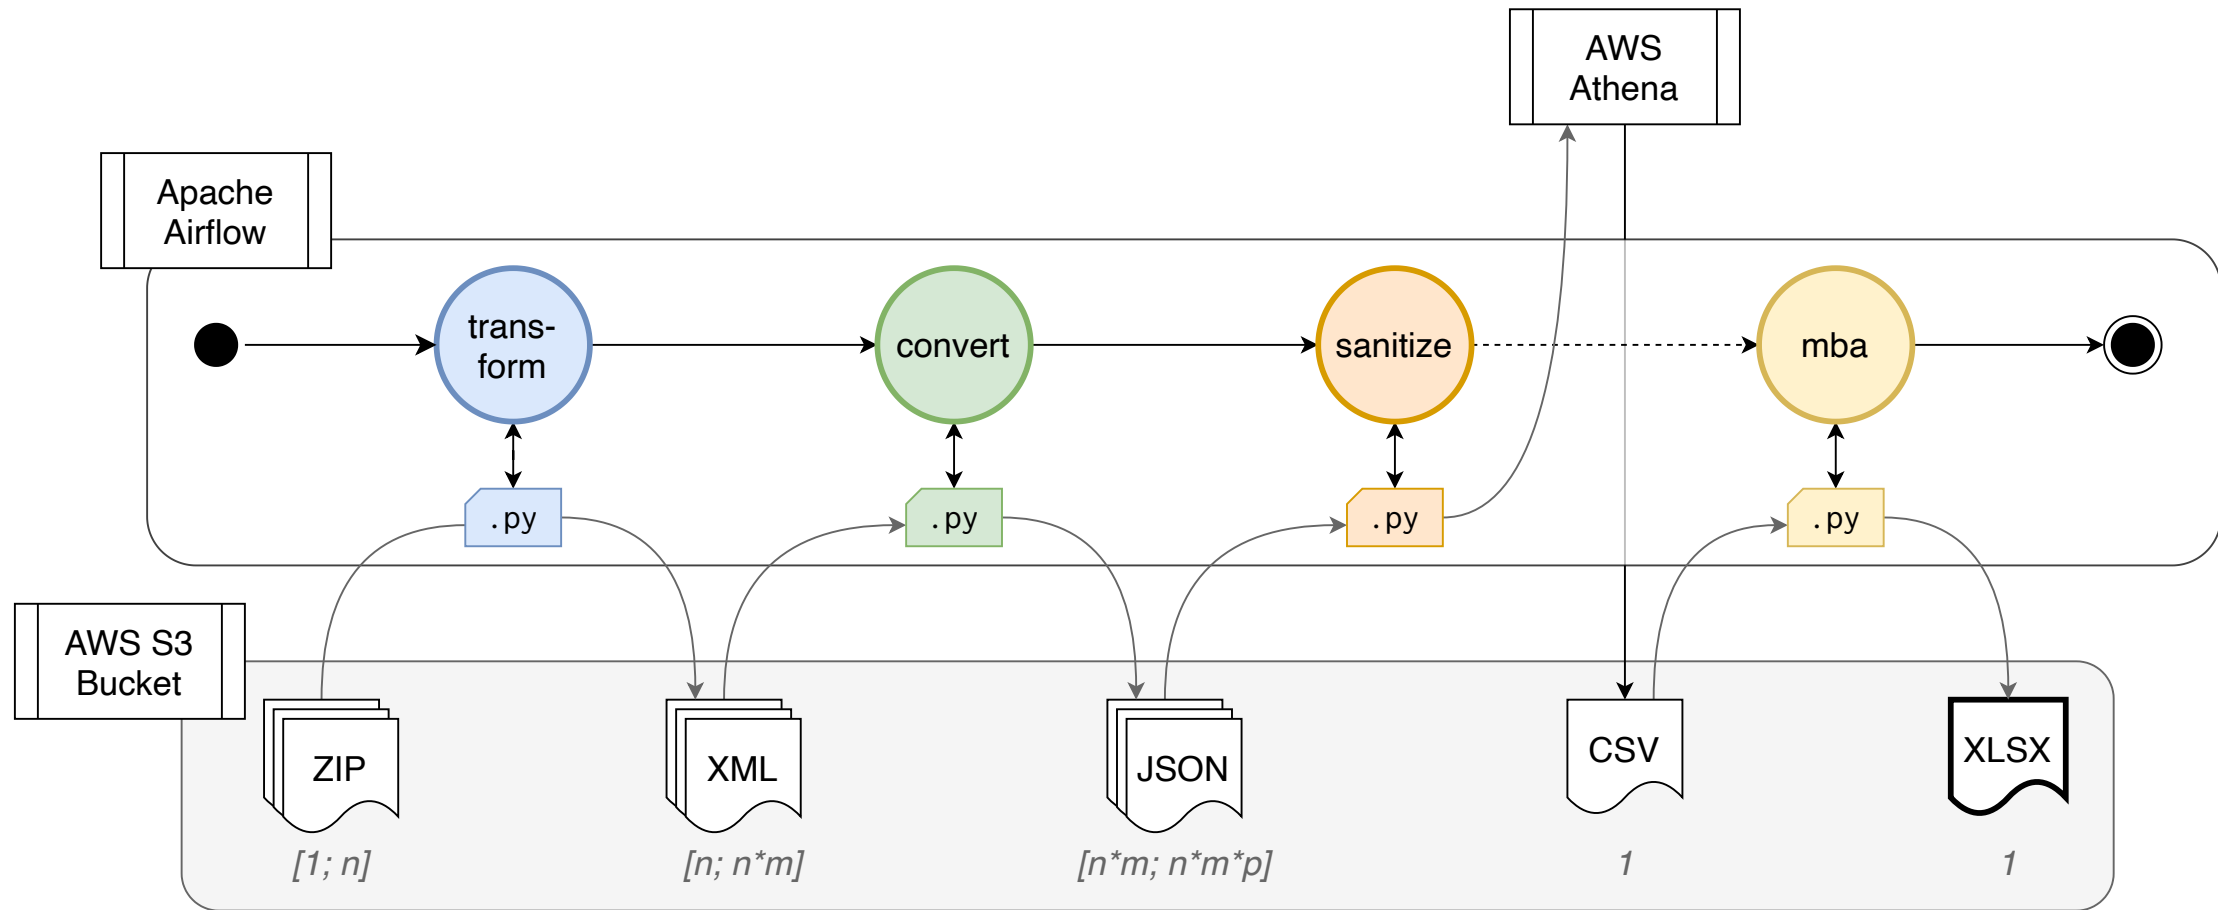 AWS
Athena
Apache
Airflow
trans-
form
convert
sanitize
mba
.py
.py
.py
.py
AWS S3
Bucket
ZIP
XML
JSON
CSV
XLSX
[1; n]
[n; n*m]
[n*m; n*m*p]
1
1